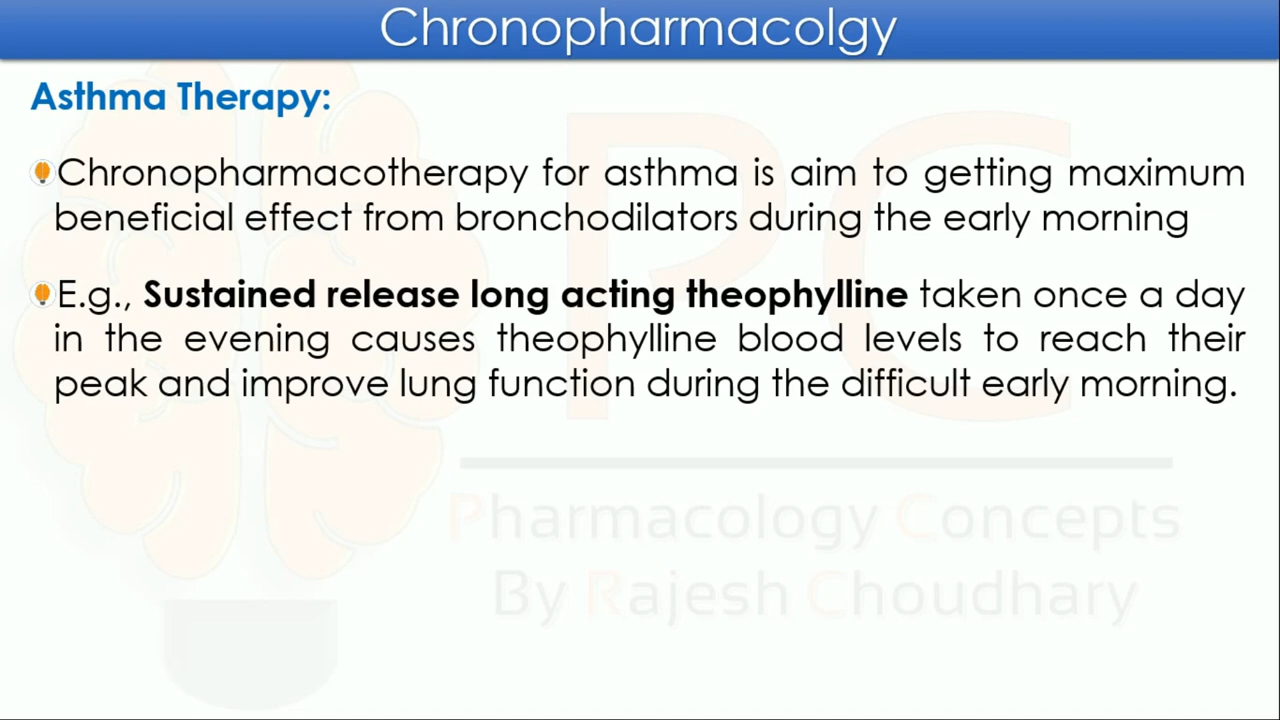 Chronopharmacolgy
Asthma Therapy:
Chronopharmacotherapy for asthma is aim to getting maximum
beneficial effect from bronchodilators during the early morning
E.g., Sustained release long acting theophylline taken once a day
in the evening causes theophylline blood levels to reach their
peak and improve lung function during the difficult early morning.
PC
Pharmacology Concepts
By Rajesh Choudhary